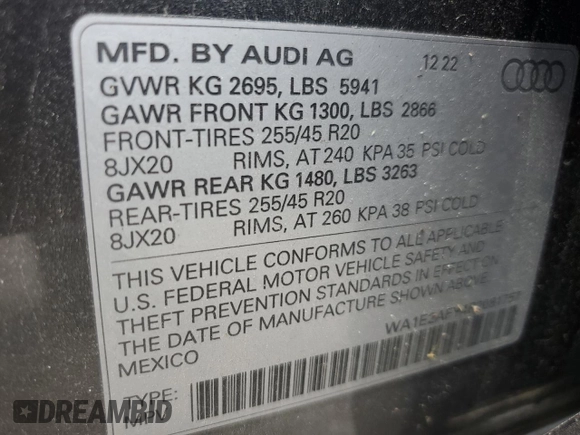 MFD. BY AUDI AG 12 22
GVWR KG 2695, LBS 5941
GAWR FRONT KG 1300, LBS 2866
FRONT-TIRES 255/45 R20
8JX20 RIMS, AT 240 KPA 35 PSI COLD
GAWR REAR KG 1480, LBS 3263
REAR-TIRES 255/45 R20
8JX20 RIMS, AT 260 KPA 38 PSI COLD
THIS VEHICLE CONFORMS TO ALL APPLICABLE
U.S. FEDERAL MOTOR VEHICLE SAFETY AND
THEFT PREVENTION STANDARDS IN EFFECT ON
THE DATE OF MANUFACTURE SHOWN ABOVE
MEXICO
TYPE:
MPV
DREAMBID